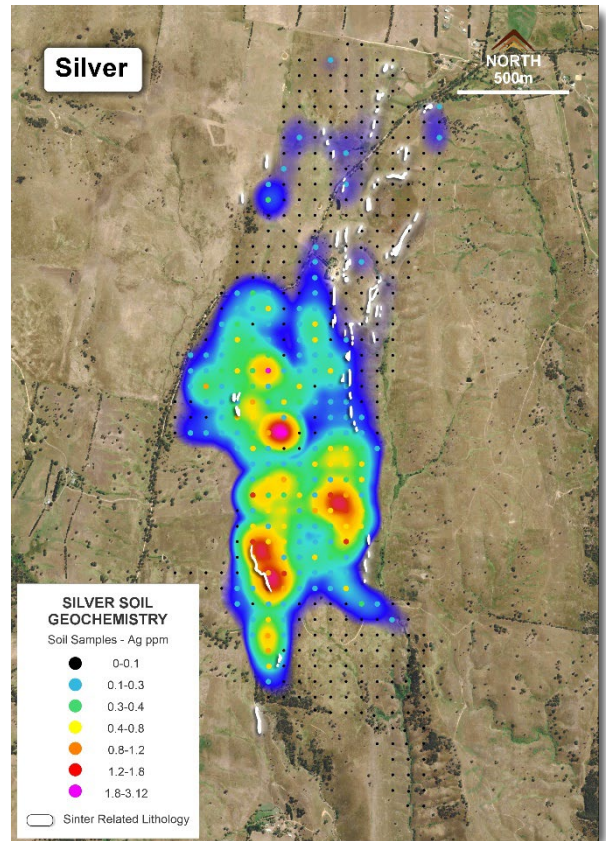 Silver
NORTH
500m
SILVER SOIL
GEOCHEMISTRY
Soil Samples - Ag ppm
0-0.1
0.1-0.3
0.3-0.4
0.4-0.8
0.8-1.2
1.2-1.8
1.8-3.12
Sinter Related Lithology